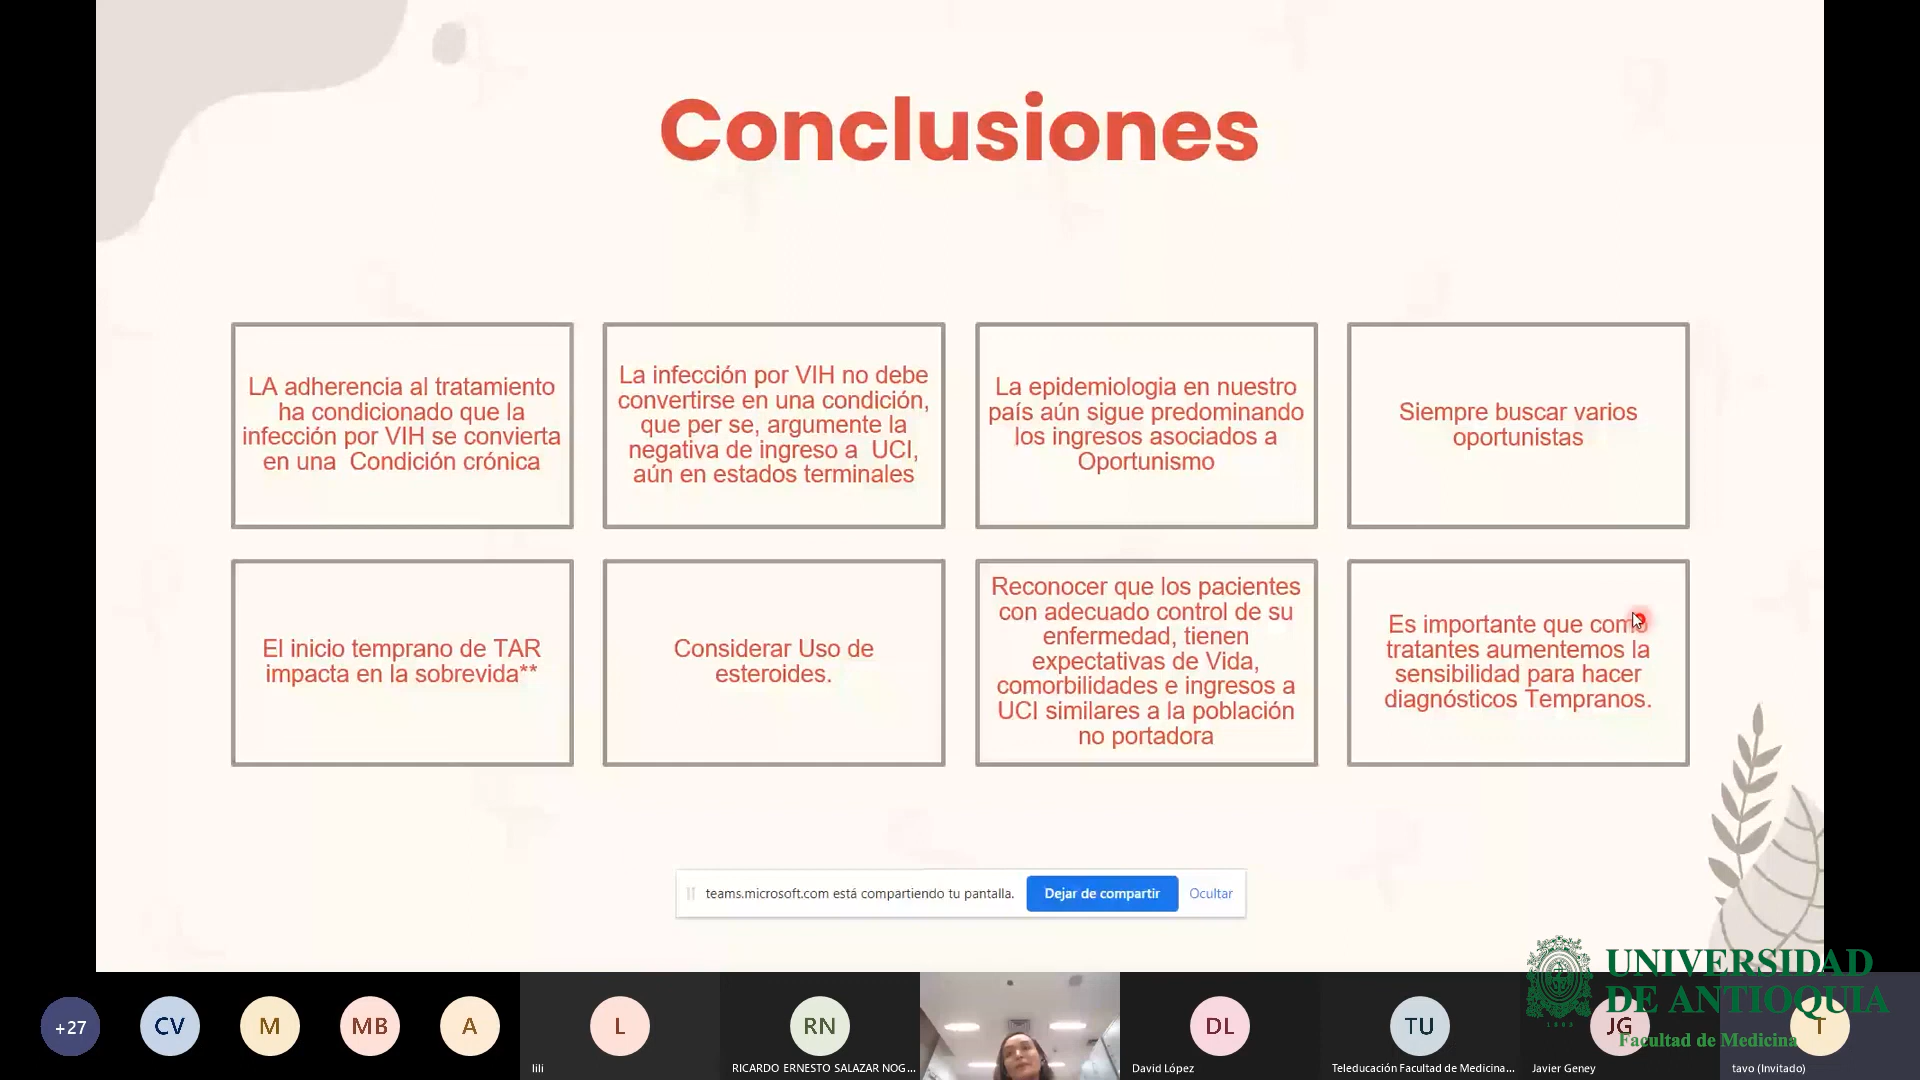 Conclusiones
LA adherencia al tratamiento
ha condicionado que la
infección por VIH se convierta
en una Condición crónica
La infección por VIH no debe
convertirse en una condición,
que per se, argumente la
negativa de ingreso a UCI,
aún en estados terminales
La epidemiologia en nuestro
país aún sigue predominando
los ingresos asociados a
Oportunismo
Siempre buscar varios
oportunistas
El inicio temprano de TAR
impacta en la sobrevida**
Considerar Uso de
esteroides.
Reconocer que los pacientes
con adecuado control de su
enfermedad, tienen
expectativas de Vida,
comorbilidades e ingresos a
UCI similares a la población
no portadora
Es importante que como
tratantes aumentemos la
sensibilidad para hacer
diagnósticos Tempranos.
teams.microsoft.com está compartiendo tu pantalla.
Dejar de compartir
Ocultar
UNIVERSIDAD
DE ANTIOQUIA
1803
Facultad de Medicina
+27
CV
M
MB
A
L
RN
DL
TU
JG
T
lili
RICARDO ERNESTO SALAZAR NOG...
David López
Teleducación Facultad de Medicina...
Javier Geney
tavo (Invitado)